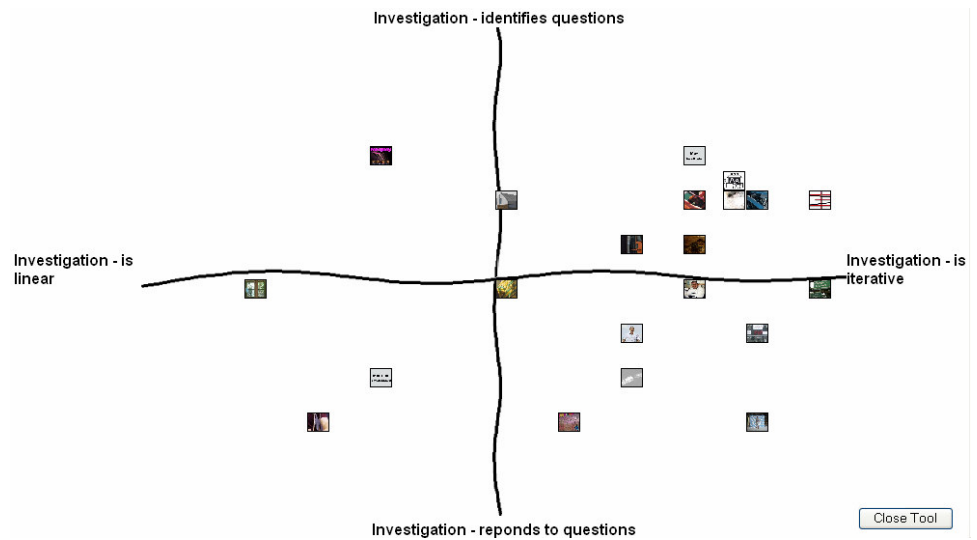 Investigation - identifies questions
Investigation - is
linear
Investigation - is
iterative
Investigation - reponds to questions
Close Tool